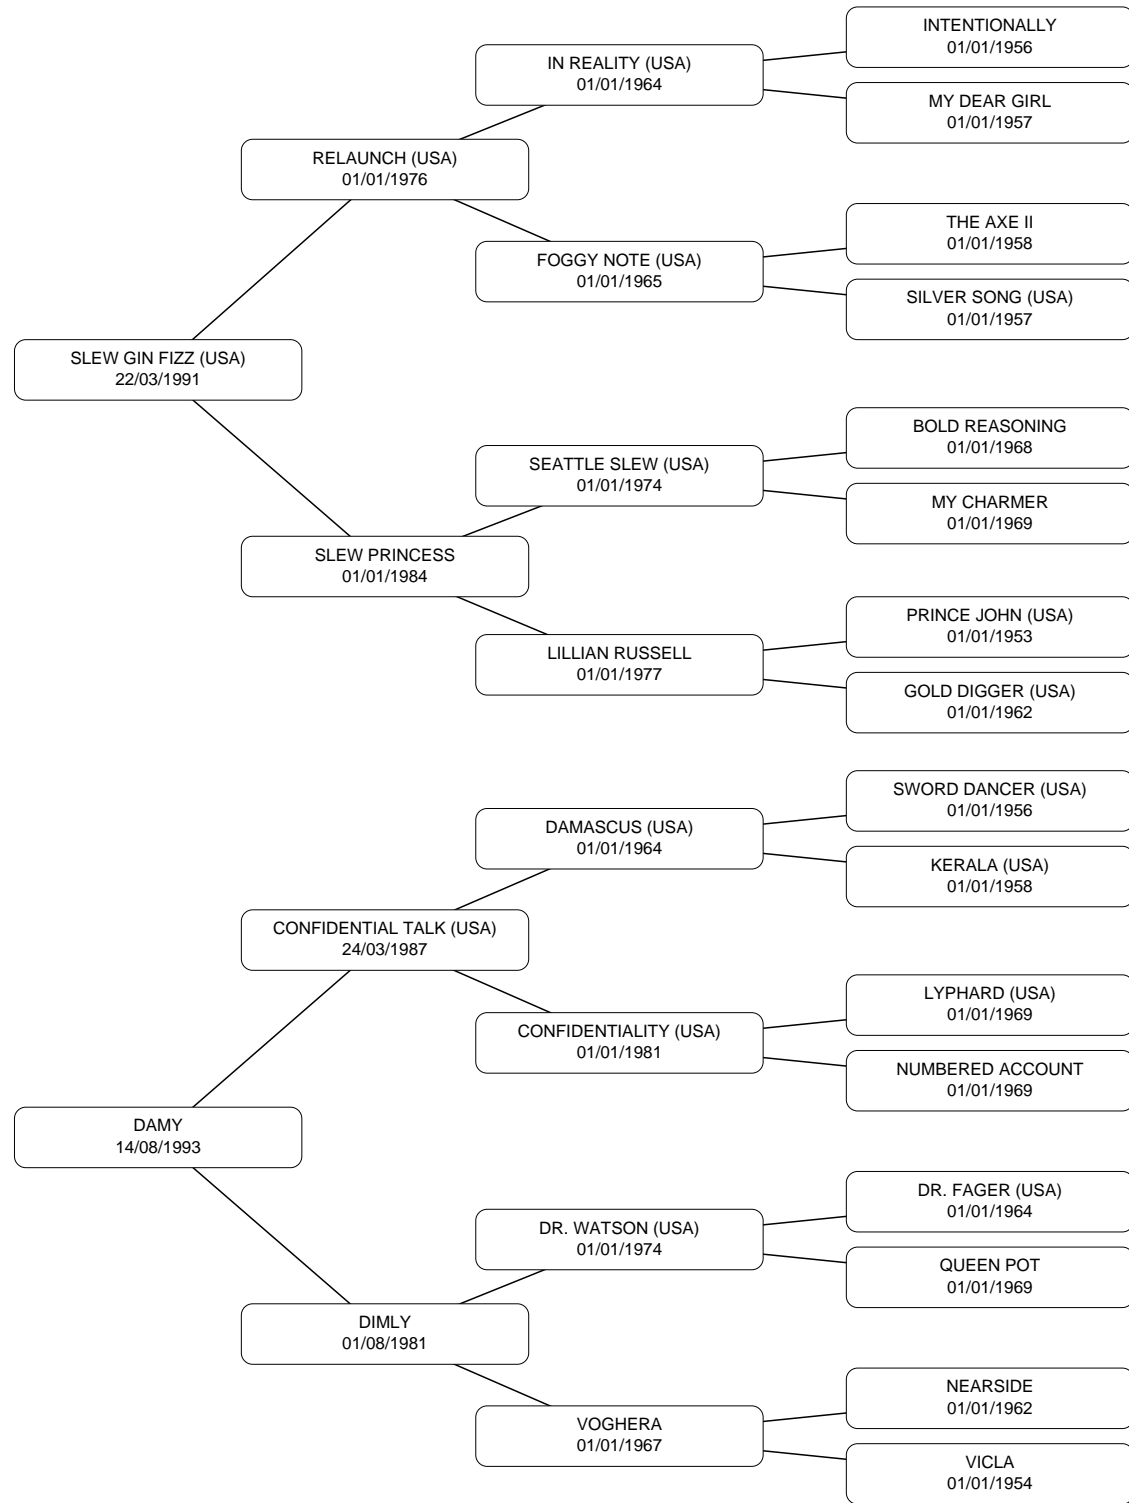 INTENTIONALLY
01/01/1956
IN REALITY (USA)
01/01/1964
MY DEAR GIRL
01/01/1957
RELAUNCH (USA)
01/01/1976
THE AXE II
01/01/1958
FOGGY NOTE (USA)
01/01/1965
SILVER SONG (USA)
01/01/1957
SLEW GIN FIZZ (USA)
22/03/1991
BOLD REASONING
01/01/1968
SEATTLE SLEW (USA)
01/01/1974
MY CHARMER
01/01/1969
SLEW PRINCESS
01/01/1984
PRINCE JOHN (USA)
01/01/1953
LILLIAN RUSSELL
01/01/1977
GOLD DIGGER (USA)
01/01/1962
SWORD DANCER (USA)
01/01/1956
DAMASCUS (USA)
01/01/1964
KERALA (USA)
01/01/1958
CONFIDENTIAL TALK (USA)
24/03/1987
LYPHARD (USA)
01/01/1969
CONFIDENTIALITY (USA)
01/01/1981
NUMBERED ACCOUNT
01/01/1969
DAMY
14/08/1993
DR. FAGER (USA)
01/01/1964
DR. WATSON (USA)
01/01/1974
QUEEN POT
01/01/1969
DIMLY
01/08/1981
NEARSIDE
01/01/1962
VOGHERA
01/01/1967
VICLA
01/01/1954